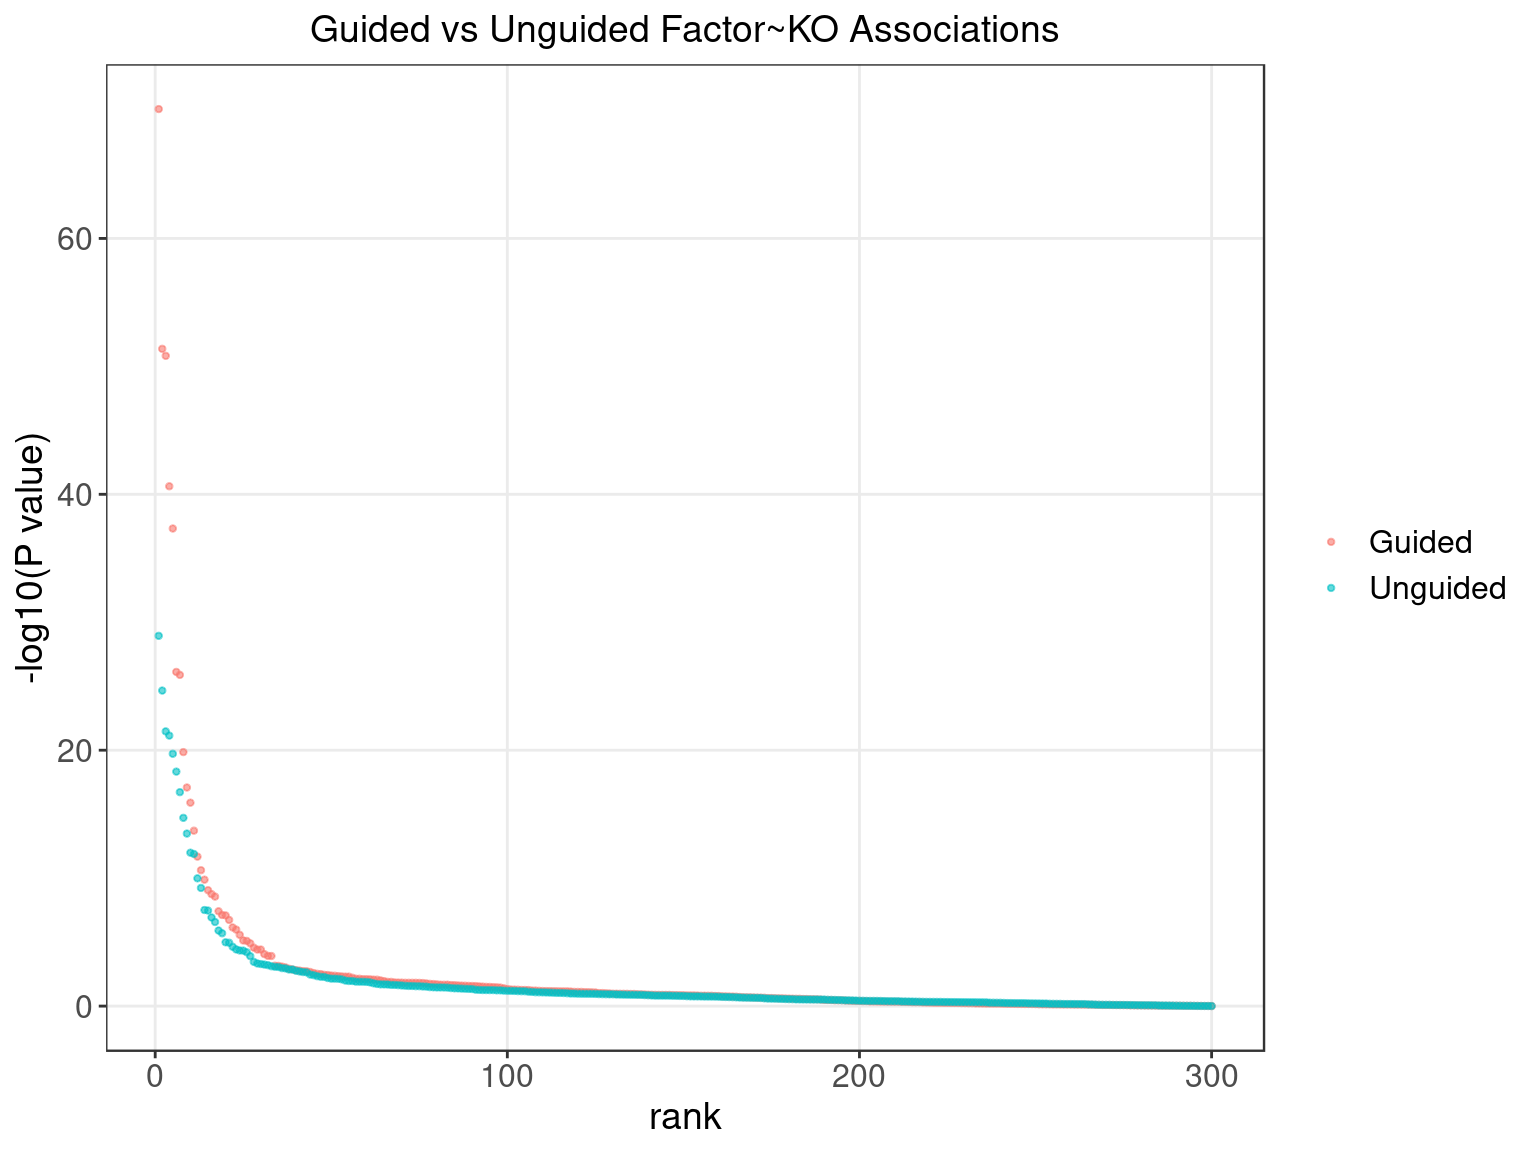 Guided vs Unguided Factor~KO Associations
-log10(P value)
60
40
20
0
0 100 200 300
rank
Guided
Unguided